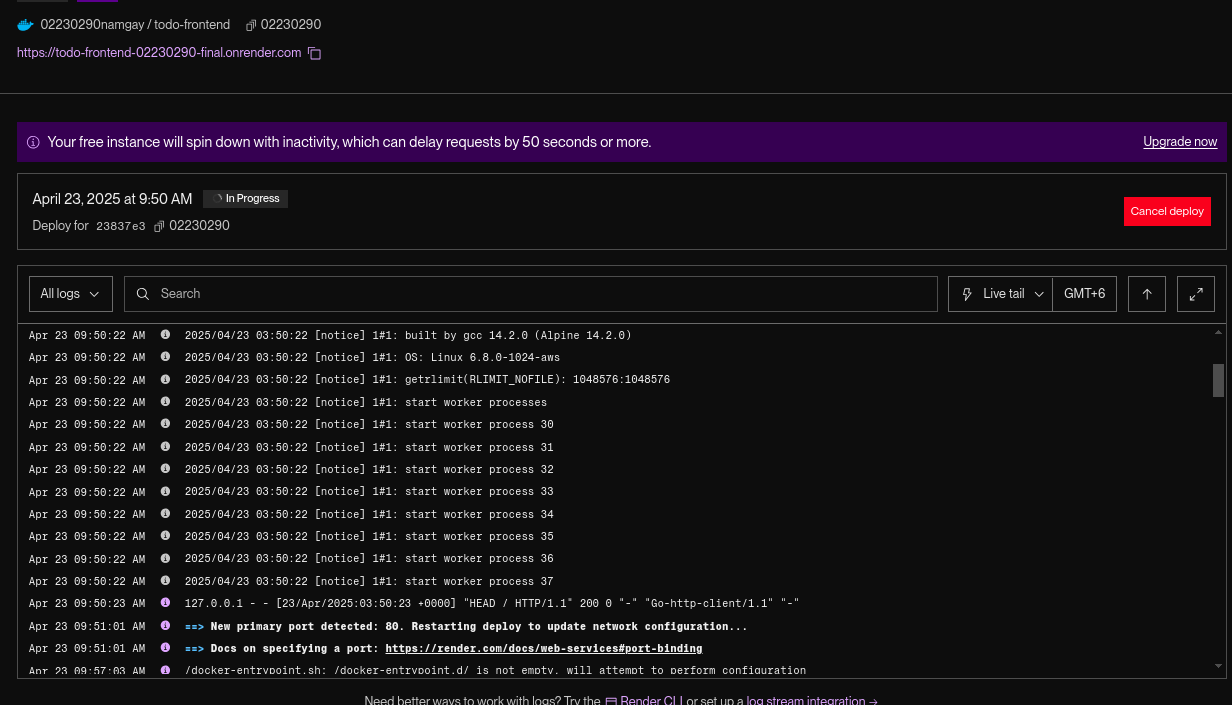 02230290namgay / todo-frontend 02230290
https://todo-frontend-02230290-final.onrender.com
Your free instance will spin down with inactivity, which can delay requests by 50 seconds or more. Upgrade now
April 23, 2025 at 9:50 AM In Progress
Cancel deploy
Deploy for 23837e3 02230290
All logs Search Live tail GMT+6
Apr 23 09:50:22 AM 2025/04/23 03:50:22 [notice] 1#1: built by gcc 14.2.0 (Alpine 14.2.0)
Apr 23 09:50:22 AM 2025/04/23 03:50:22 [notice] 1#1: OS: Linux 6.8.0-1024-aws
Apr 23 09:50:22 AM 2025/04/23 03:50:22 [notice] 1#1: getrlimit(RLIMIT_NOFILE): 1048576:1048576
Apr 23 09:50:22 AM 2025/04/23 03:50:22 [notice] 1#1: start worker processes
Apr 23 09:50:22 AM 2025/04/23 03:50:22 [notice] 1#1: start worker process 30
Apr 23 09:50:22 AM 2025/04/23 03:50:22 [notice] 1#1: start worker process 31
Apr 23 09:50:22 AM 2025/04/23 03:50:22 [notice] 1#1: start worker process 32
Apr 23 09:50:22 AM 2025/04/23 03:50:22 [notice] 1#1: start worker process 33
Apr 23 09:50:22 AM 2025/04/23 03:50:22 [notice] 1#1: start worker process 34
Apr 23 09:50:22 AM 2025/04/23 03:50:22 [notice] 1#1: start worker process 35
Apr 23 09:50:22 AM 2025/04/23 03:50:22 [notice] 1#1: start worker process 36
Apr 23 09:50:22 AM 2025/04/23 03:50:22 [notice] 1#1: start worker process 37
Apr 23 09:50:23 AM 127.0.0.1 - - [23/Apr/2025:03:50:23 +0000] "HEAD / HTTP/1.1" 200 0 "-" "Go-http-client/1.1" "-"
Apr 23 09:51:01 AM ==> New primary port detected: 80. Restarting deploy to update network configuration...
Apr 23 09:51:01 AM ==> Docs on specifying a port: https://render.com/docs/web-services#port-binding
Apr 23 09:57:03 AM /docker-entrypoint.sh: /docker-entrypoint.d/ is not empty, will attempt to perform configuration
Need better ways to work with logs? Try the Render CLI or set up a log stream integration →